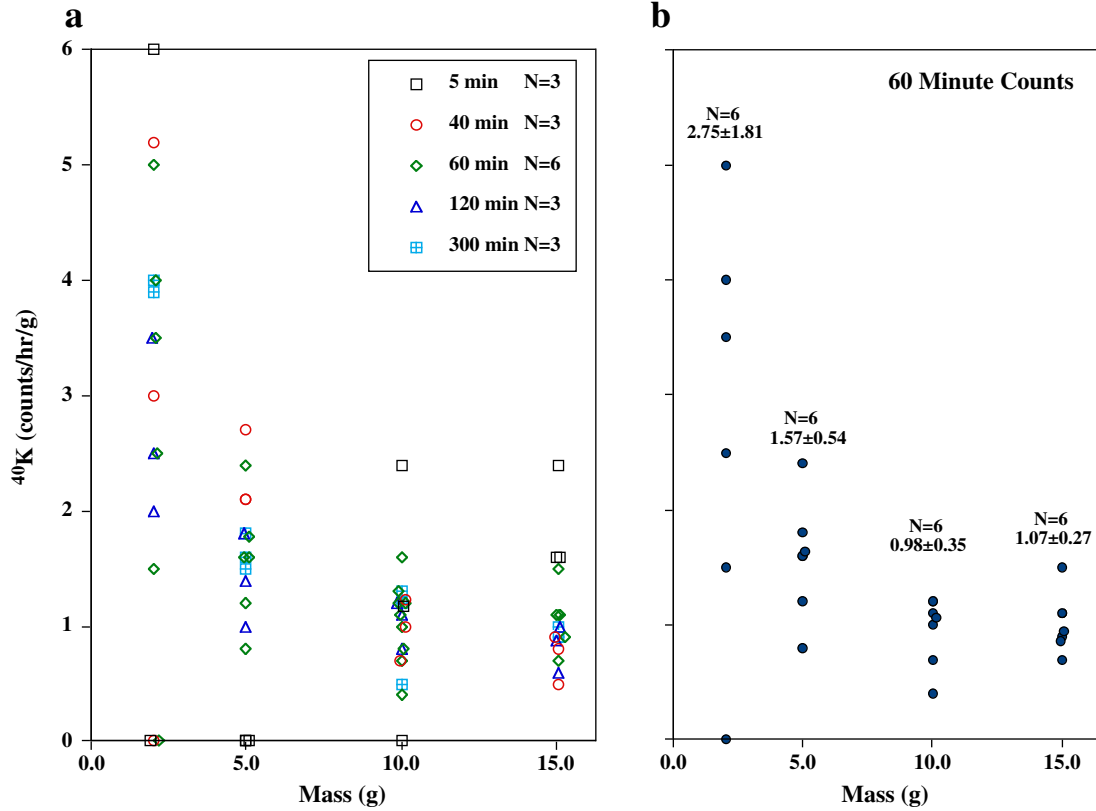 a
6
5
4
3
2
1
0
⁴⁰K (counts/hr/g)
0.0 5.0 10.0 15.0
Mass (g)
5 min N=3
40 min N=3
60 min N=6
120 min N=3
300 min N=3
b
60 Minute Counts
N=6
2.75±1.81
N=6
1.57±0.54
N=6
0.98±0.35
N=6
1.07±0.27
0.0 5.0 10.0 15.0
Mass (g)